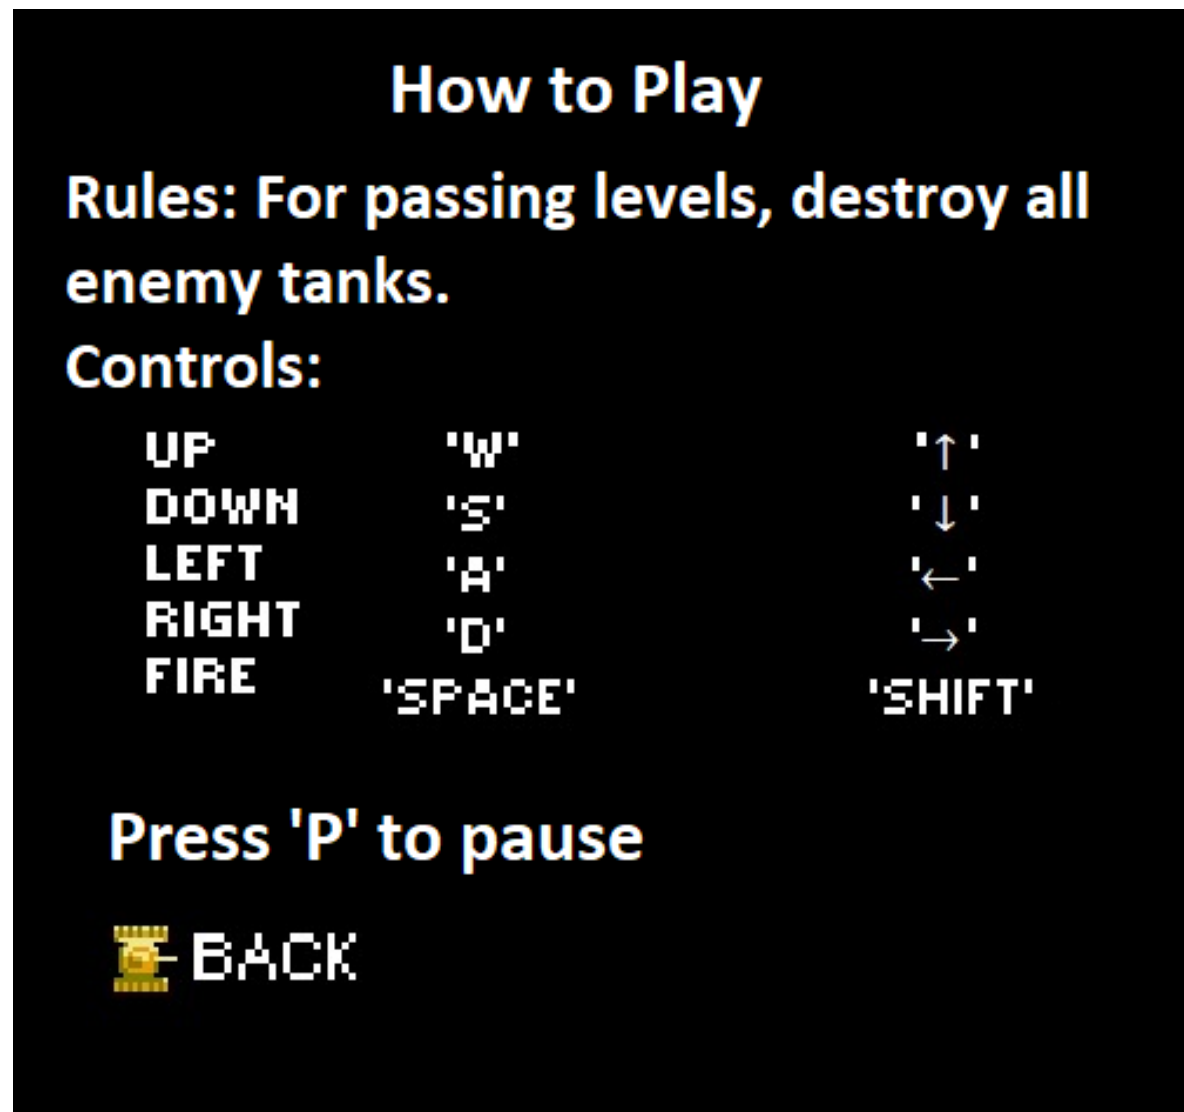 How to Play
Rules: For passing levels, destroy all
enemy tanks.
Controls:
UP 'W' '↑'
DOWN 'S' '↓'
LEFT 'A' '←'
RIGHT 'D' '→'
FIRE 'SPACE' 'SHIFT'
Press 'P' to pause
BACK